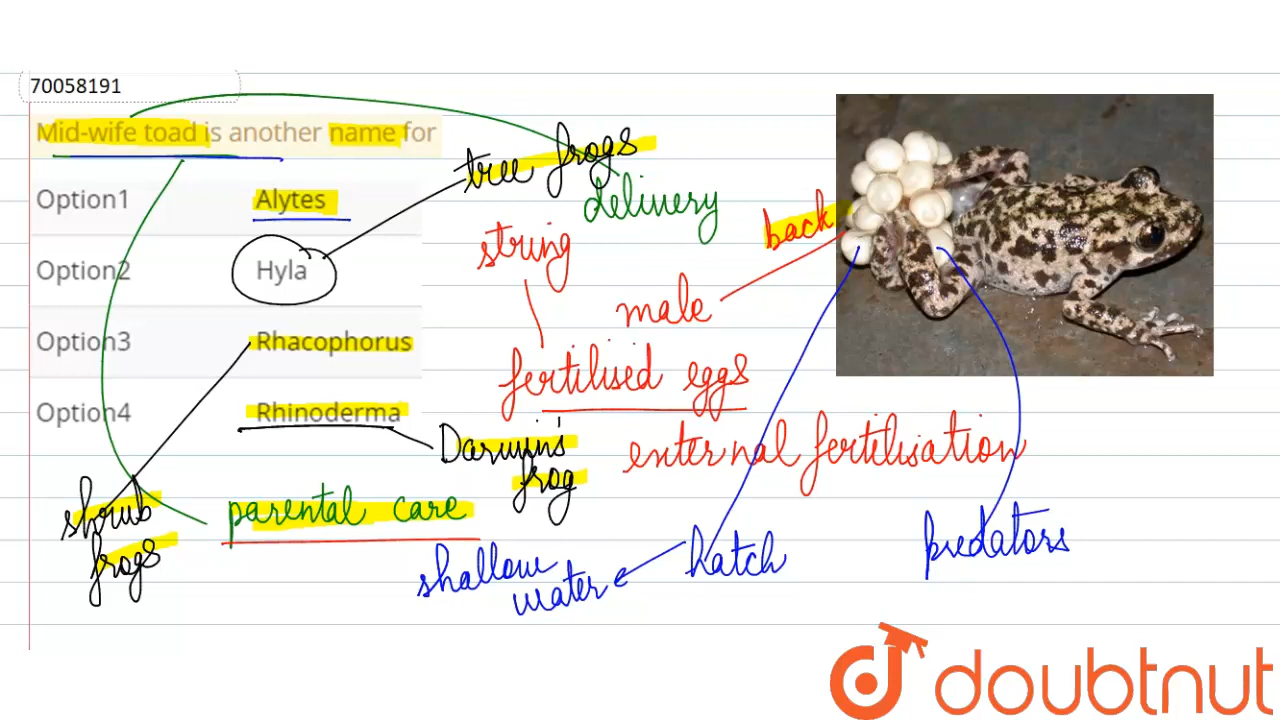 70058191
Mid-wife toad is another name for
Option1 Alytes
Option2 Hyla
Option3 Rhacophorus
Option4 Rhinoderma
tree frogs
delivery
string
back
male
fertilised eggs
external fertilisation
Darwin's
frog
shrub
frogs
parental care
shallow
water
hatch
predators
doubtnut